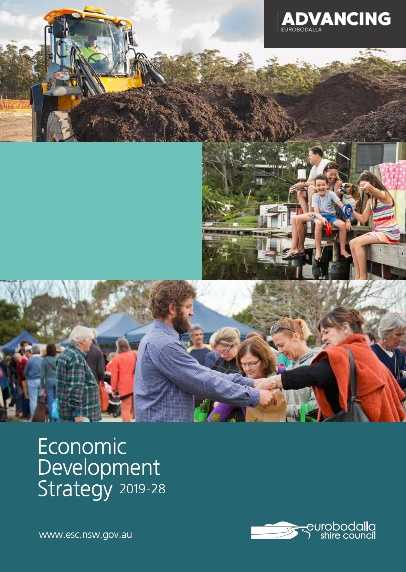 ADVANCING
EUROBODALLA
Economic
Development
Strategy 2019-28
www.esc.nsw.gov.au
eurobodalla
shire council